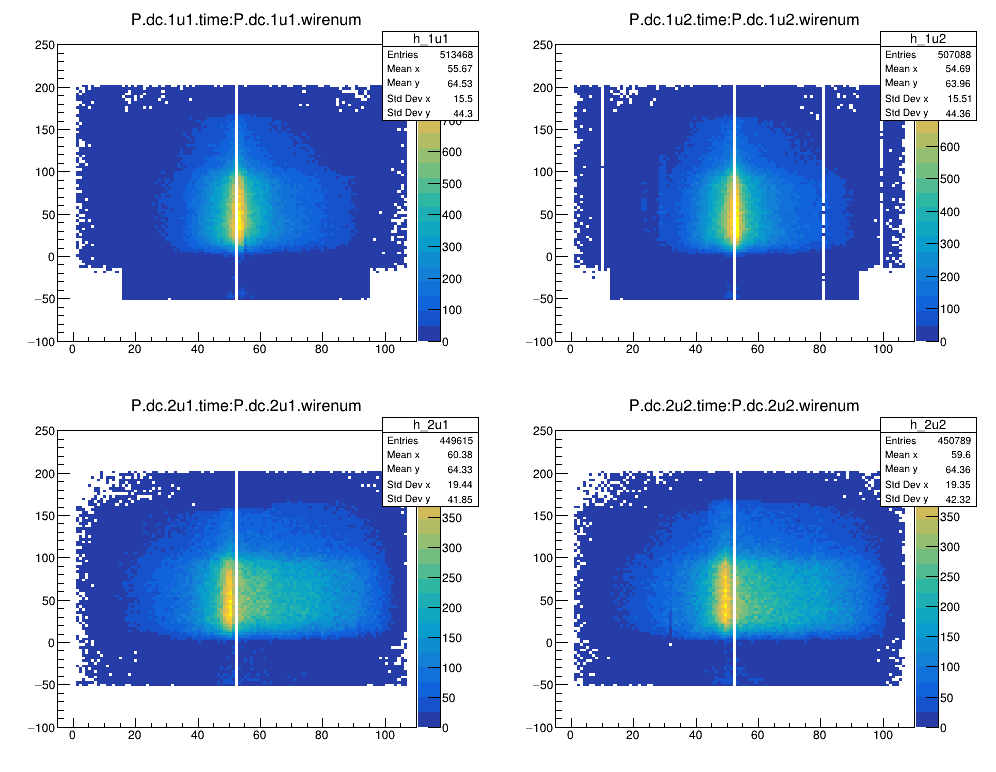 P.dc.1u1.time:P.dc.1u1.wirenum
h_1u1
Entries 513468
Mean x 55.67
Mean y 64.53
Std Dev x 15.5
Std Dev y 44.3
250
200
150
100
50
0
−50
−100
0 20 40 60 80 100
700
600
500
400
300
200
100
0
P.dc.1u2.time:P.dc.1u2.wirenum
h_1u2
Entries 507088
Mean x 54.69
Mean y 63.96
Std Dev x 15.51
Std Dev y 44.36
250
200
150
100
50
0
−50
−100
0 20 40 60 80 100
600
500
400
300
200
100
0
P.dc.2u1.time:P.dc.2u1.wirenum
h_2u1
Entries 449615
Mean x 60.38
Mean y 64.33
Std Dev x 19.44
Std Dev y 41.85
250
200
150
100
50
0
−50
−100
0 20 40 60 80 100
350
300
250
200
150
100
50
0
P.dc.2u2.time:P.dc.2u2.wirenum
h_2u2
Entries 450789
Mean x 59.6
Mean y 64.36
Std Dev x 19.35
Std Dev y 42.32
250
200
150
100
50
0
−50
−100
0 20 40 60 80 100
350
300
250
200
150
100
50
0